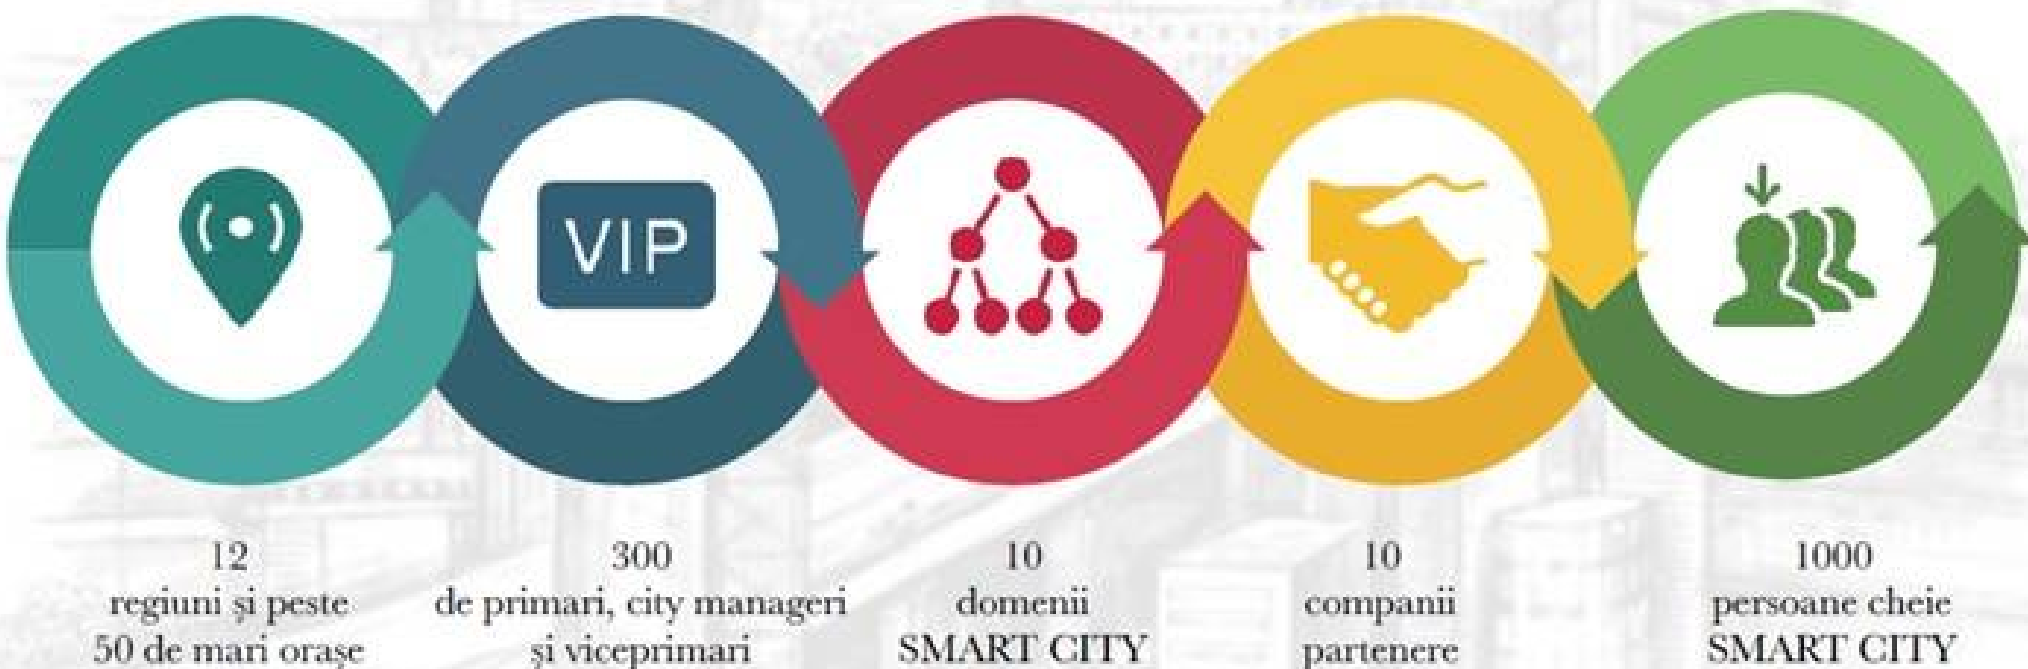 VIP
12
regiuni și peste
50 de mari orașe
300
de primari, city manageri
și viceprimari
10
domenii
SMART CITY
10
companii
partenere
1000
persoane cheie
SMART CITY